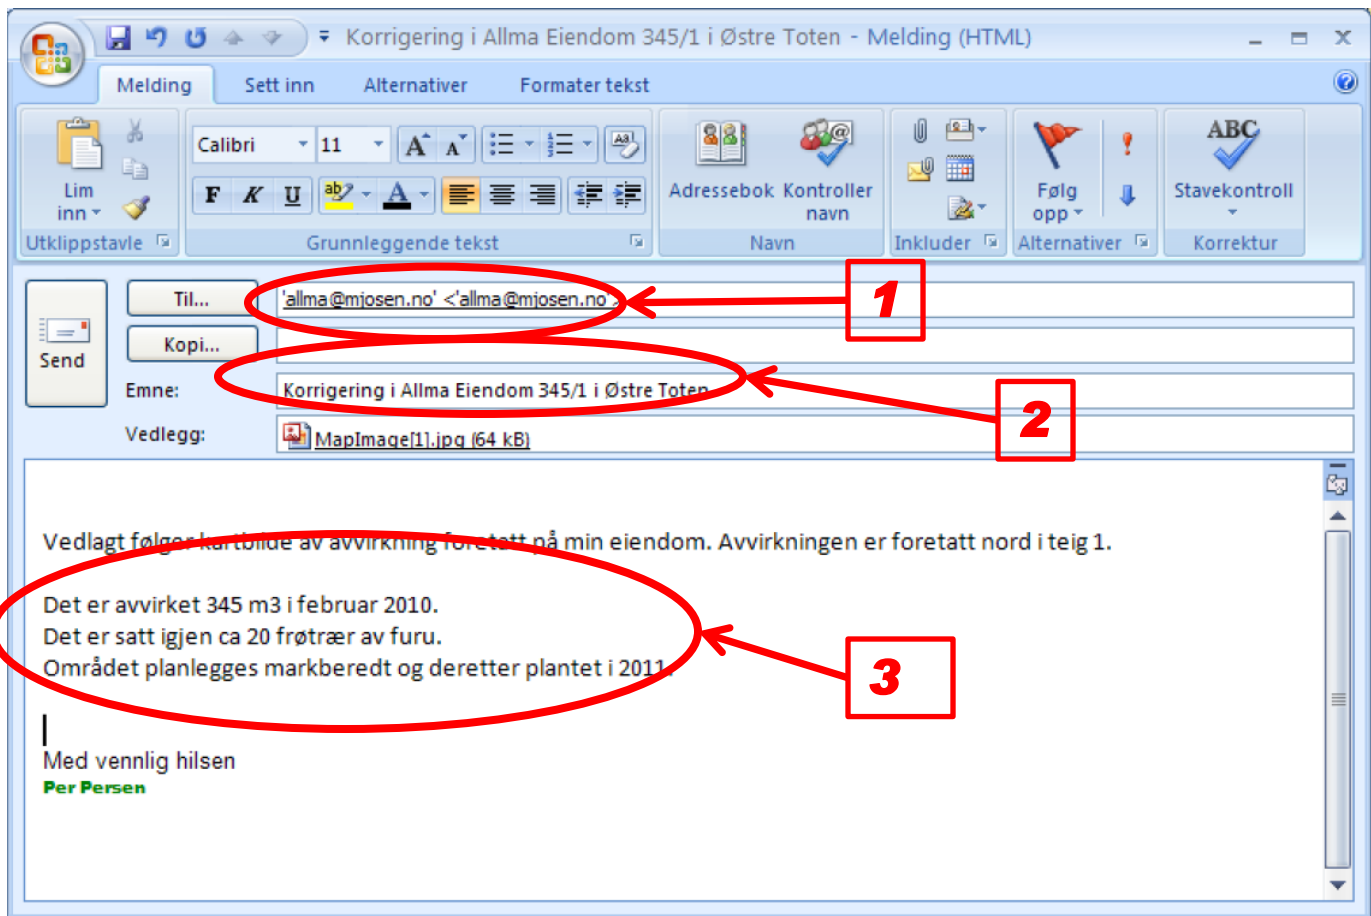 Korrigering i Allma Eiendom 345/1 i Østre Toten - Melding (HTML)
Melding Sett inn Alternativer Formater tekst
Calibri 11 A A Aa
Lim inn
F K U ab A
Adressebok Kontroller navn
Følg opp
ABC
Stavekontroll
Utklippstavle Grunnleggende tekst Navn Inkluder Alternativer Korrektur
Send
Til... 'allma@mjosen.no' <'allma@mjosen.no'>
1
Kopi...
Emne: Korrigering i Allma Eiendom 345/1 i Østre Toten
2
Vedlegg: MapImage[1].jpg (64 kB)
Vedlagt følger kartbilde av avvirkning foretatt på min eiendom. Avvirkningen er foretatt nord i teig 1.
Det er avvirket 345 m3 i februar 2010.
Det er satt igjen ca 20 frøtrær av furu.
Området planlegges markberedt og deretter plantet i 2011.
3
Med vennlig hilsen
Per Persen